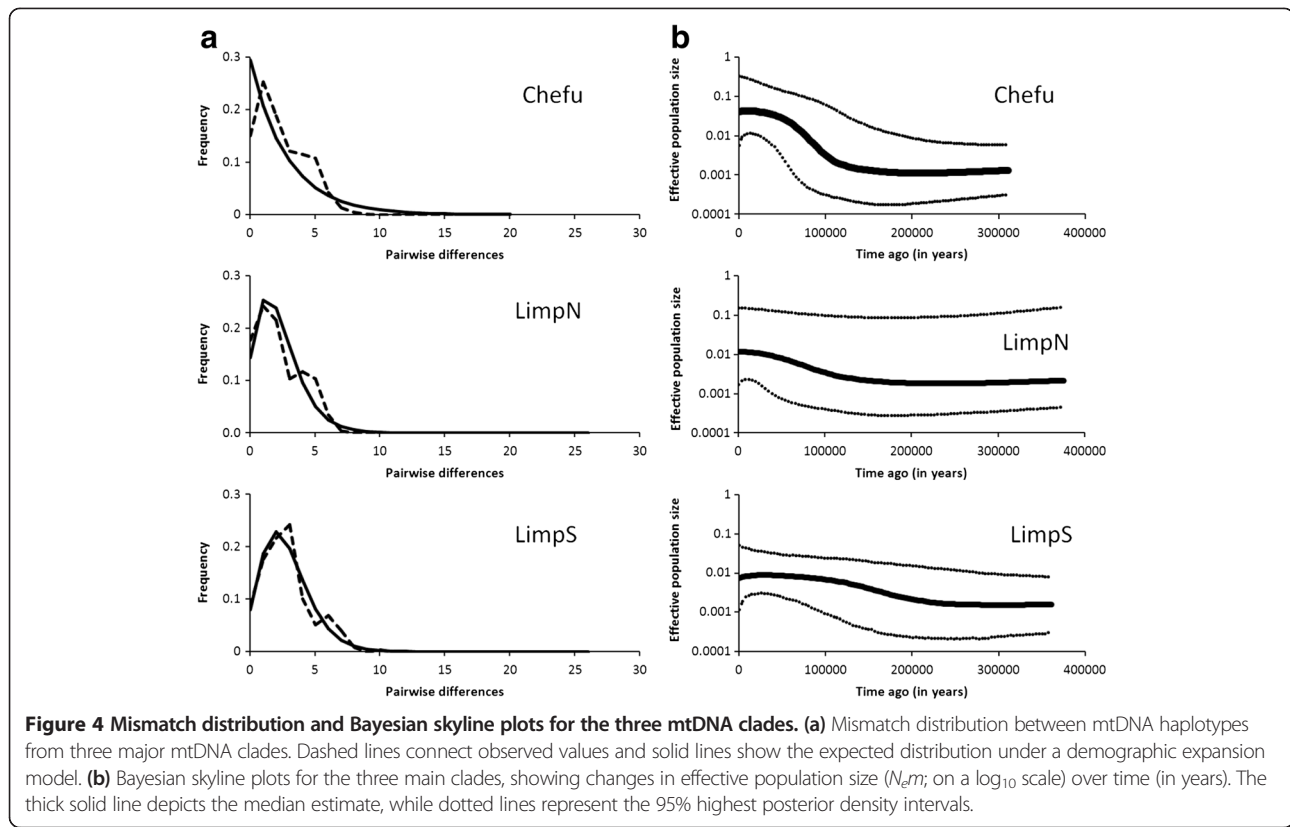 a
b
0.3
0.2
0.1
0
Frequency
Chefu
0 5 10 15 20 25 30
Pairwise differences
1
0.1
0.01
0.001
0.0001
Effective population size
Chefu
0 100000 200000 300000 400000
Time ago (in years)
0.3
0.2
0.1
0.0
Frequency
LimpN
0 5 10 15 20 25 30
Pairwise differences
1
0.1
0.01
0.001
0.0001
Effective population size
LimpN
0 100000 200000 300000 400000
Time ago (in years)
0.3
0.2
0.1
0
Frequency
LimpS
0 5 10 15 20 25 30
Pairwise differences
1
0.1
0.01
0.001
0.0001
Effective population size
LimpS
0 100000 200000 300000 400000
Time ago (in years)
Figure 4 Mismatch distribution and Bayesian skyline plots for the three mtDNA clades. (a) Mismatch distribution between mtDNA haplotypes
from three major mtDNA clades. Dashed lines connect observed values and solid lines show the expected distribution under a demographic expansion
model. (b) Bayesian skyline plots for the three main clades, showing changes in effective population size (Nem; on a log10 scale) over time (in years). The
thick solid line depicts the median estimate, while dotted lines represent the 95% highest posterior density intervals.